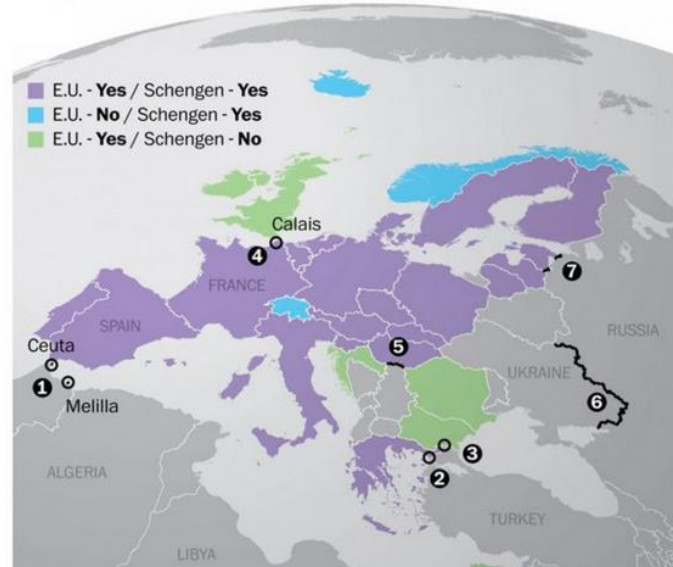 E.U. - Yes / Schengen - Yes
E.U. - No / Schengen - Yes
E.U. - Yes / Schengen - No
Calais
4
7
FRANCE
SPAIN
RUSSIA
Ceuta
5
UKRAINE
1
Melilla
6
3
2
ALGERIA
TURKEY
LIBYA